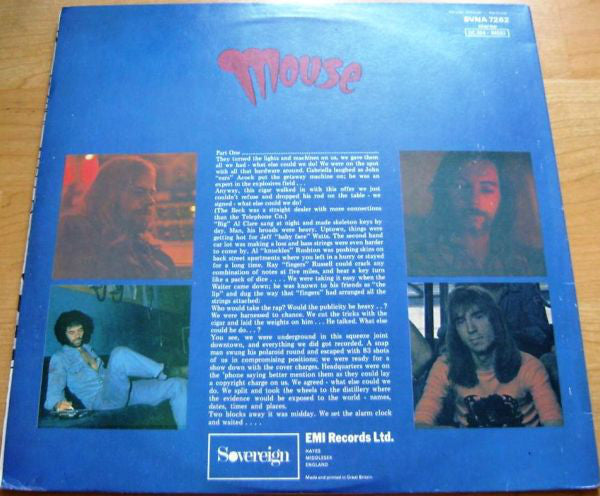 SVNA 7262
stereo
Mouse
Part One
They turned the lights and machines on us, we gave them
all we had - what else could we do! We were on the spot
with all that hardware around. Gabriella laughed as John
"ears" Acock put the getaway machine on; he was an
expert in the explosives field . . .
Anyway, this cigar walked in with this offer we just
couldn't refuse and dropped his rod on the table - we
signed - what else could we do?
(The Beck was a straight dealer with more connections
than the Telephone Co.)
"Big" Al Clare sang at night and made skeleton keys by
day. Man, his broads were heavy. Uptown, things were
getting hot for Jeff "baby face" Watts. The second hand
car lot was making a loss and bass strings were even harder
to come by. Al "knuckles" Rushton was pushing skins on
back street apartments where you left in a hurry or stayed
for a long time. Ray "fingers" Russell could crack any
combination of notes at five miles, and hear a key turn
like a pack of dice . . . . We were taking it easy when the
Waiter came down; he was known to his friends as "the
lip" and dug the way that "fingers" had arranged all the
strings attached:
Who would take the rap? Would the publicity be heavy . . ?
We were harnessed to chance. We cut the tricks with the
cigar and laid the weights on him . . . He talked. What else
could he do. . . ?
You see, we were underground in this squeeze joint
downtown, and everything we did got recorded. A snap
man swung his polaroid round and escaped with 83 shots
of us in compromising positions; we were ready for a
show down with the cover charges. Headquarters were on
the 'phone saying better mention them as they could lay
a copyright charge on us. We agreed - what else could we
do. We split and took the wheels to the distillery where
the evidence would be exposed to the world - names,
dates, times and places.
Two blocks away it was midday. We set the alarm clock
and waited . . . .
Sovereign
EMI Records Ltd.
HAYES
MIDDLESEX
ENGLAND
Made and printed in Great Britain